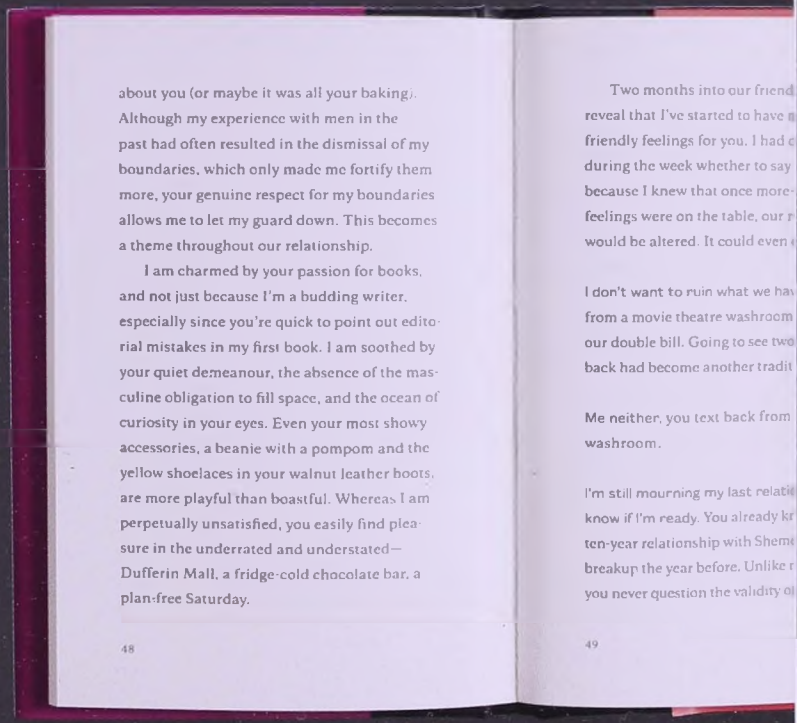 about you (or maybe it was all your baking).
Although my experience with men in the
past had often resulted in the dismissal of my
boundaries, which only made me fortify them
more, your genuine respect for my boundaries
allows me to let my guard down. This becomes
a theme throughout our relationship.
I am charmed by your passion for books,
and not just because I'm a budding writer,
especially since you're quick to point out edito-
rial mistakes in my first book. I am soothed by
your quiet demeanour, the absence of the mas-
culine obligation to fill space, and the ocean of
curiosity in your eyes. Even your most showy
accessories, a beanie with a pompom and the
yellow shoelaces in your walnut leather boots,
are more playful than boastful. Whereas I am
perpetually unsatisfied, you easily find plea-
sure in the underrated and understated—
Dufferin Mall, a fridge-cold chocolate bar, a
plan-free Saturday.
48
Two months into our friend
reveal that I've started to have
friendly feelings for you. I had
during the week whether to say
because I knew that once more-
feelings were on the table, our
would be altered. It could even
I don't want to ruin what we
from a movie theatre washroom
our double bill. Going to see two
back had become another tradit
Me neither, you text back from
washroom.
I'm still mourning my last
know if I'm ready. You already
ten-year relationship with
breakup the year before. Unlike
you never question the validity
49